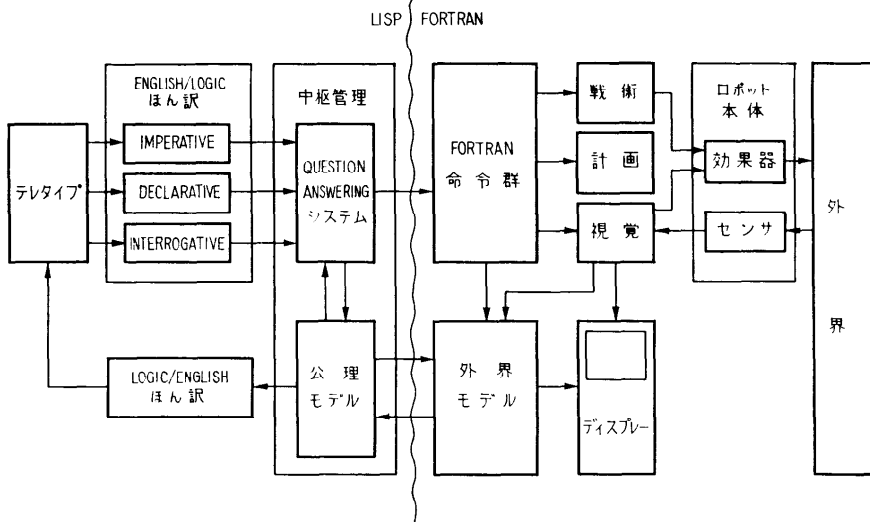 LISP
FORTRAN
テレタイプ
ENGLISH/LOGIC
ほん訳
IMPERATIVE
DECLARATIVE
INTERROGATIVE
LOGIC/ENGLISH
ほん訳
中枢管理
QUESTION
ANSWERING
システム
公理
モデル
FORTRAN
命令群
外界
モデル
戦術
計画
視覚
ディスプレー
ロボット
本体
効果器
センサ
外
界